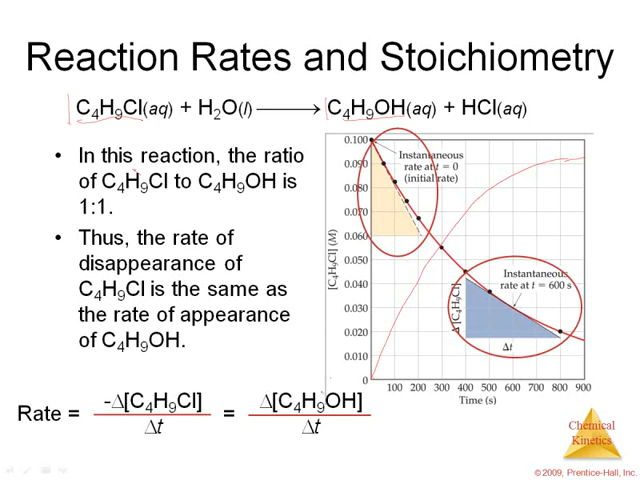 Reaction Rates and Stoichiometry
C₄H₉Cl(aq) + H₂O(l) ⟶ C₄H₉OH(aq) + HCl(aq)
• In this reaction, the ratio
of C₄H₉Cl to C₄H₉OH is
1:1.
• Thus, the rate of
disappearance of
C₄H₉Cl is the same as
the rate of appearance
of C₄H₉OH.
0.100
0.090
0.080
0.070
0.060
0.050
0.040
0.030
0.020
0.010
0
[C₄H₉Cl] (M)
Instantaneous
rate at t = 0
(initial rate)
Instantaneous
rate at t = 600 s
Δ [C₄H₉Cl]
Δt
100 200 300 400 500 600 700 800 900
Time (s)
Rate = -∆[C₄H₉Cl] = ∆[C₄H₉OH]
∆t ∆t
Chemical
Kinetics
© 2009, Prentice-Hall, Inc.